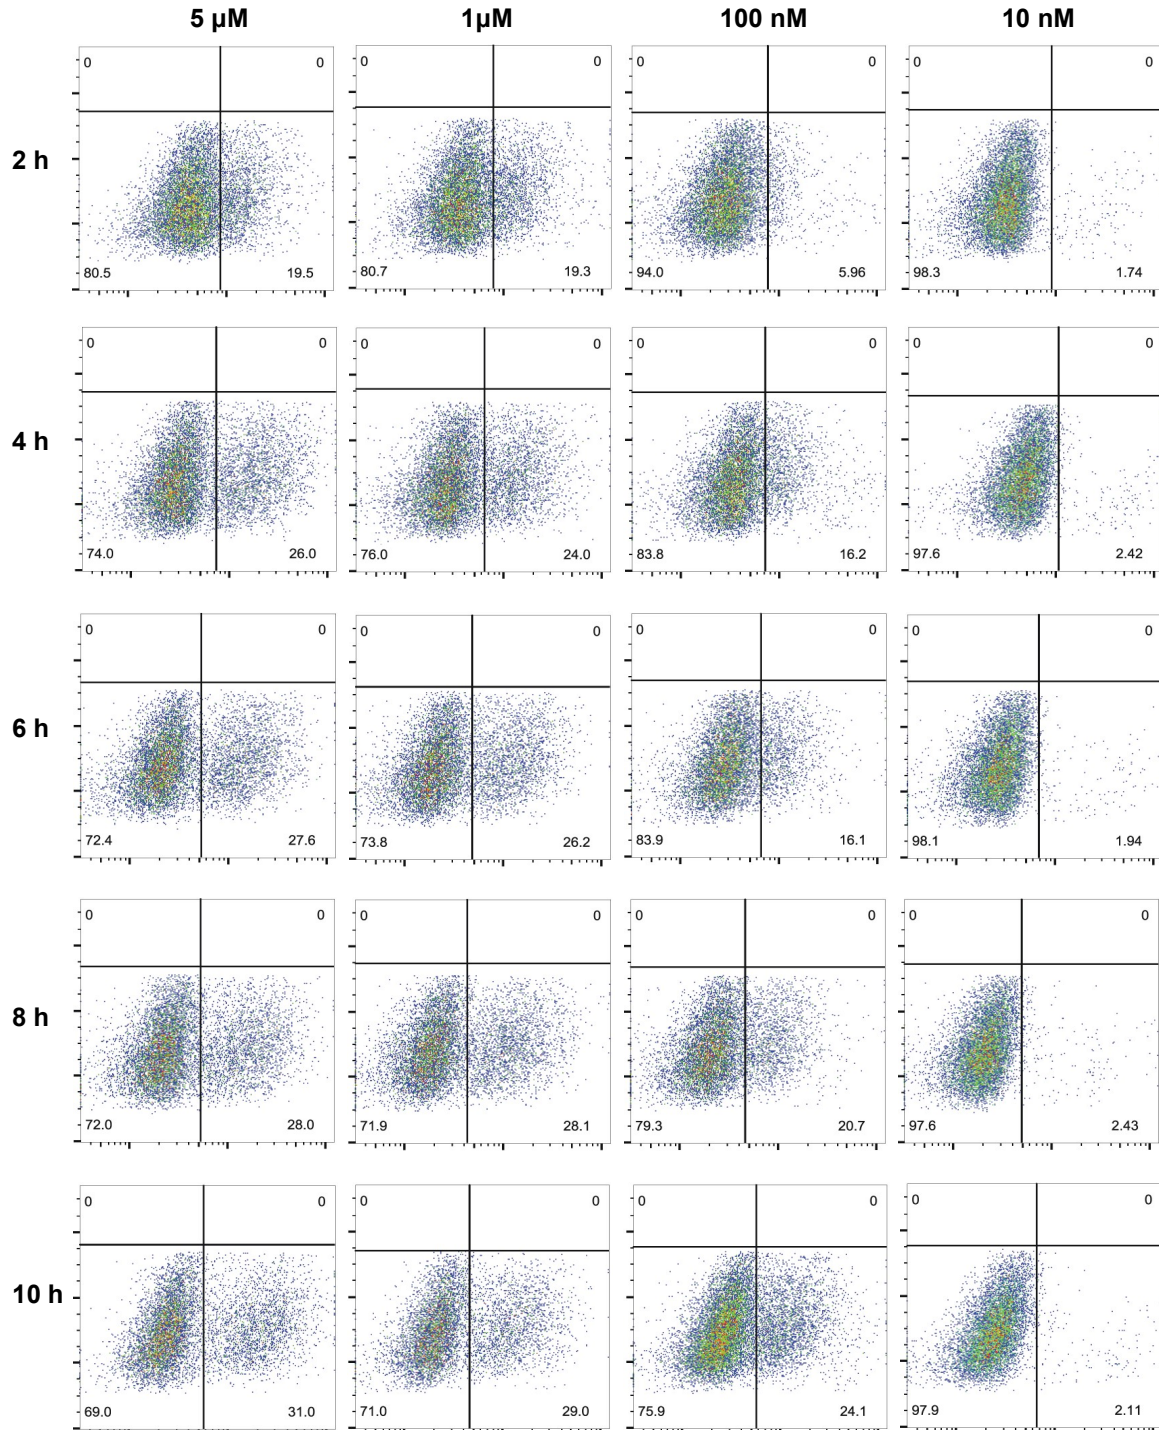 5 µM 1µM 100 nM 10 nM
0 0 0 0 0 0 0 0
2 h
80.5 19.5 80.7 19.3 94.0 5.96 98.3 1.74
0 0 0 0 0 0 0 0
4 h
74.0 26.0 76.0 24.0 83.8 16.2 97.6 2.42
0 0 0 0 0 0 0 0
6 h
72.4 27.6 73.8 26.2 83.9 16.1 98.1 1.94
0 0 0 0 0 0 0 0
8 h
72.0 28.0 71.9 28.1 79.3 20.7 97.6 2.43
0 0 0 0 0 0 0 0
10 h
69.0 31.0 71.0 29.0 75.9 24.1 97.9 2.11